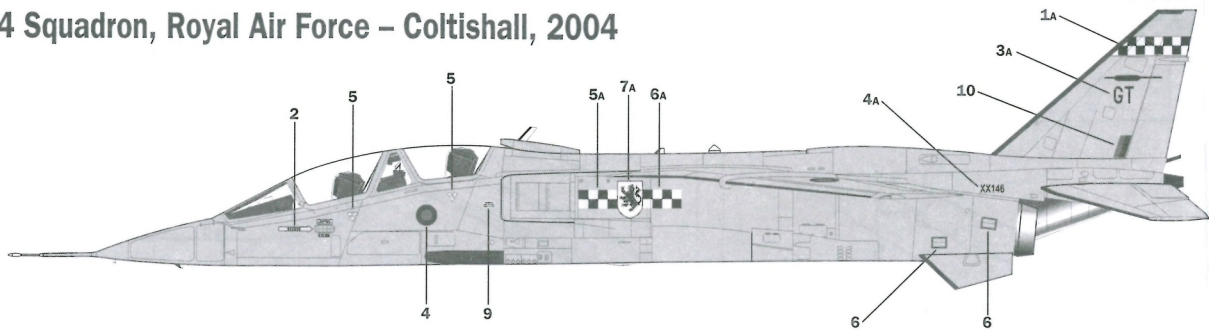 4 Squadron, Royal Air Force – Coltishall, 2004
1A
3A
10
GT
4A
XX146
5
5
2
5A
7A
6A
4
9
6
6